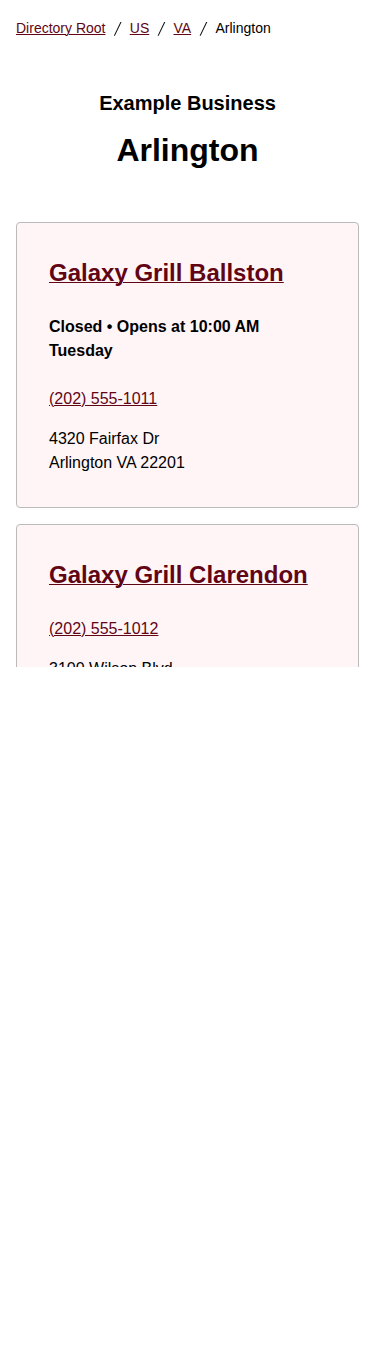 Directory Root / US / VA / Arlington
Example Business
Arlington
Galaxy Grill Ballston
Closed • Opens at 10:00 AM
Tuesday
(202) 555-1011
4320 Fairfax Dr
Arlington VA 22201
Galaxy Grill Clarendon
(202) 555-1012